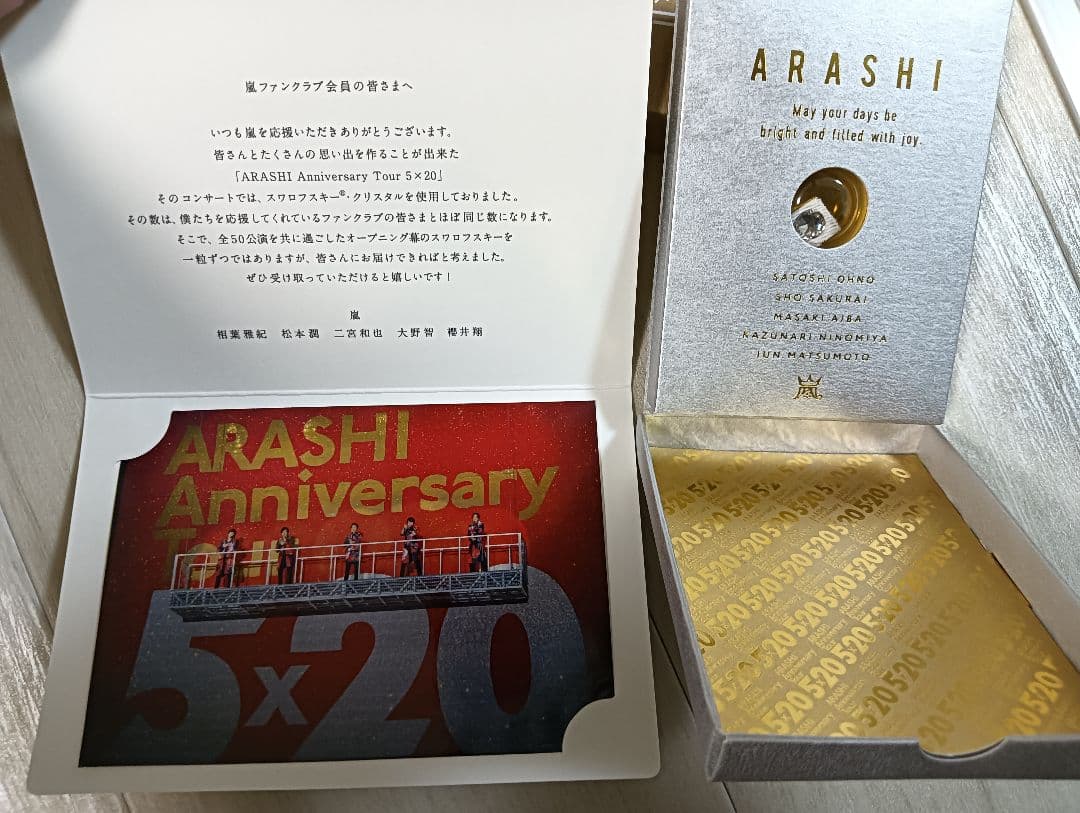 嵐ファンクラブ会員の皆さまへ
いつも嵐を応援いただきありがとうございます。
皆さんとたくさんの思い出を作ることが出来た
「ARASHI Anniversary Tour 5×20」
そのコンサートでは、スワロフスキー®・クリスタルを使用しておりました。
その数は、僕たちを応援してくれているファンクラブの皆さまとほぼ同じ数になります。
そこで、全50公演を共に過ごしたオープニング幕のスワロフスキーを
一粒ずつではありますが、皆さんにお届けできればと考えました。
ぜひ受け取っていただけると嬉しいです！
嵐
相葉雅紀 松本潤 二宮和也 大野智 櫻井翔
ARASHI
Anniversary
Tour
5x20
ARASHI
May your days be
bright and filled with joy.
SATOSHI OHNO
SHO SAKURAI
MASAKI AIBA
KAZUNARI NINOMIYA
JUN MATSUMOTO